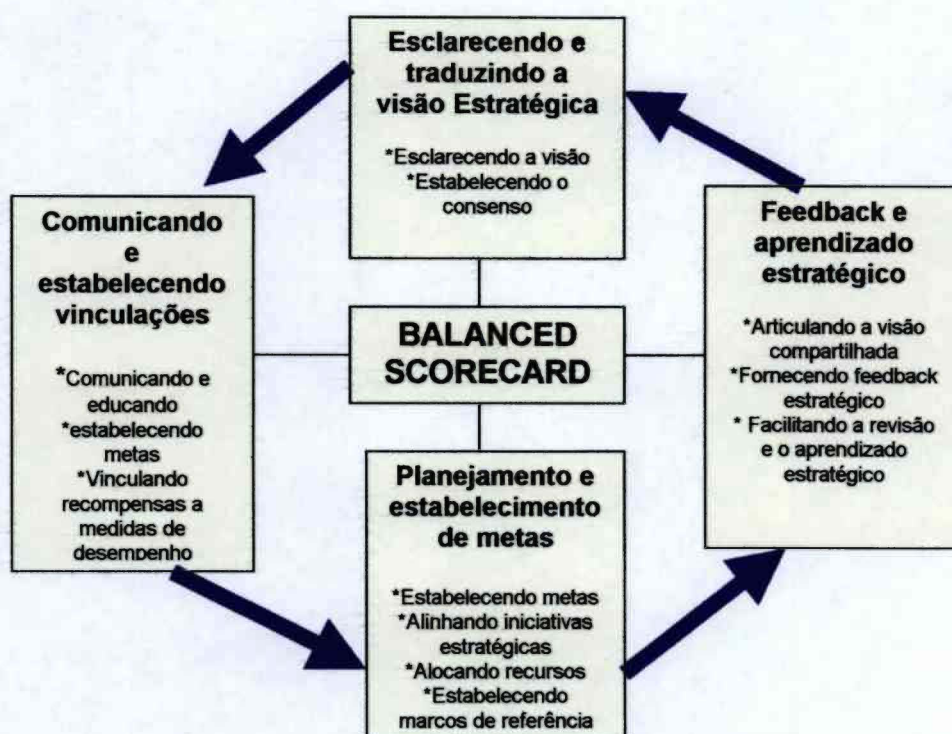 Esclarecendo e
traduzindo a
visão Estratégica
*Esclarecendo a visão
*Estabelecendo o
consenso
Comunicando
e
estabelecendo
vinculações
*Comunicando e
educando
*estabelecendo
metas
*Vinculando
recompensas a
medidas de
desempenho
BALANCED
SCORECARD
Feedback e
aprendizado
estratégico
*Articulando a visão
compartilhada
*Fornecendo feedback
estratégico
* Facilitando a revisão
e o aprendizado
estratégico
Planejamento e
estabelecimento
de metas
*Estabelecendo metas
*Alinhando iniciativas
estratégicas
*Alocando recursos
*Estabelecendo
marcos de referência